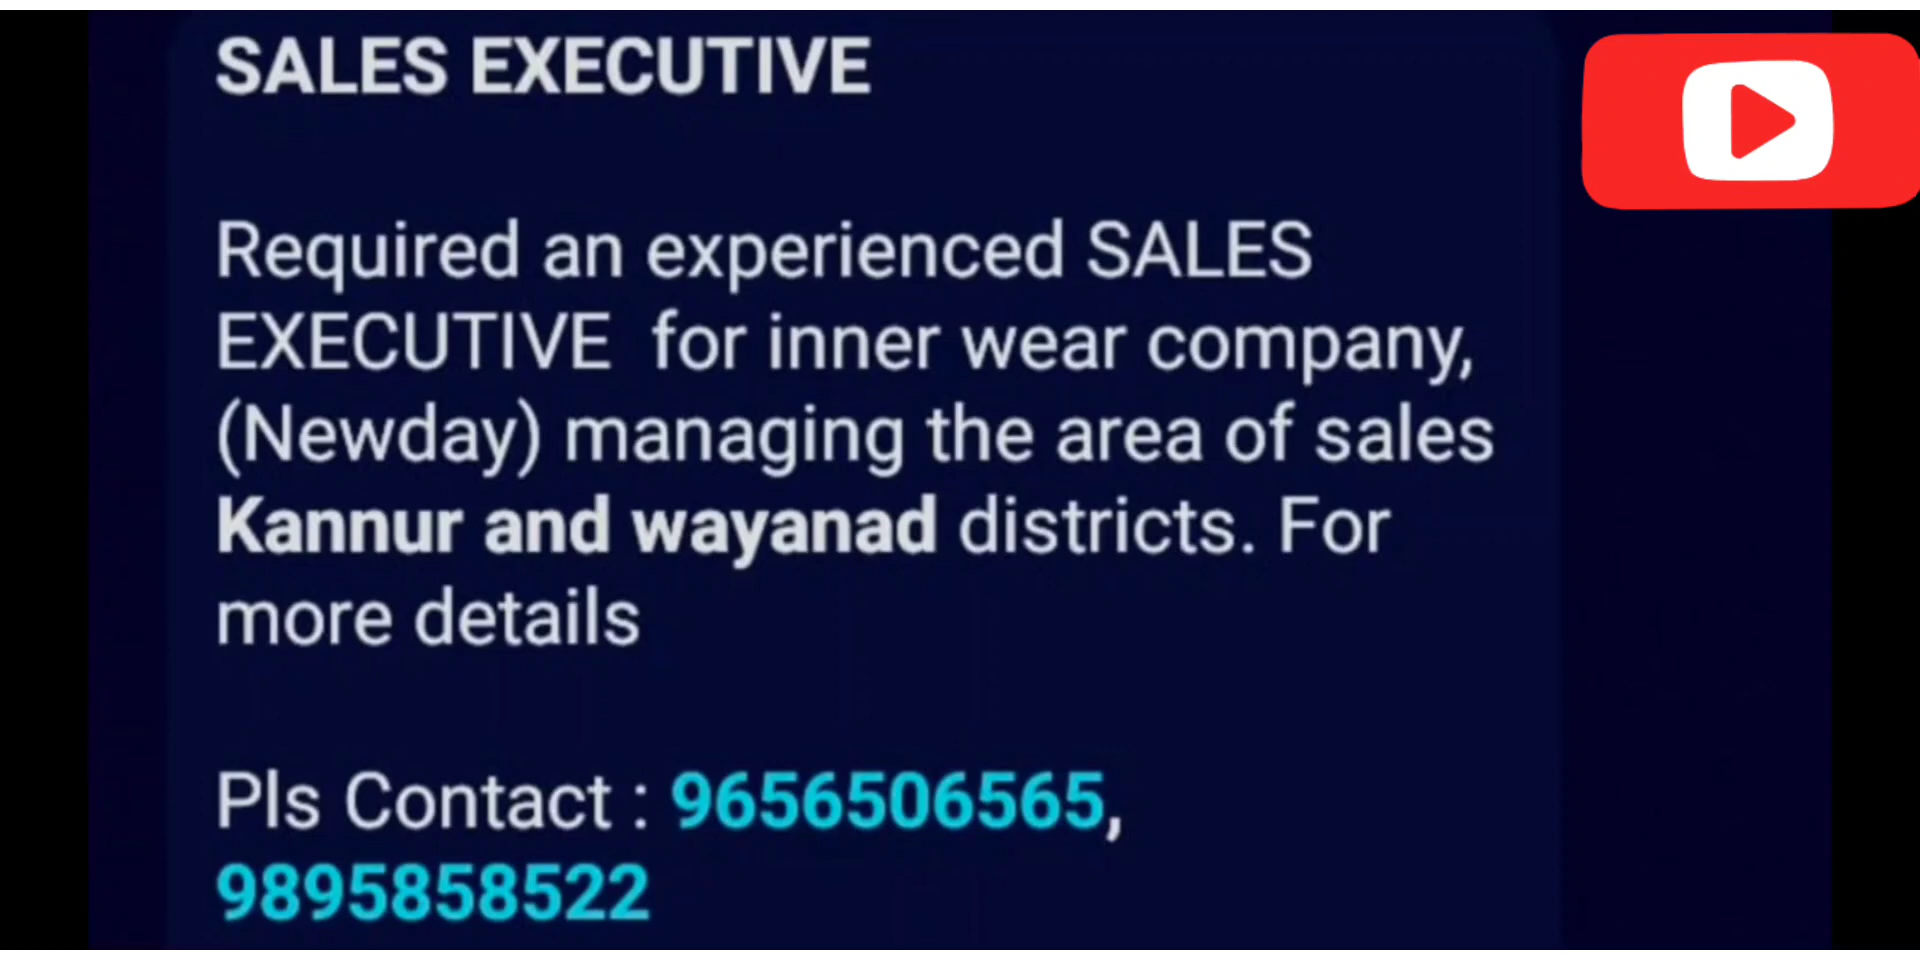 SALES EXECUTIVE
Required an experienced SALES
EXECUTIVE for inner wear company,
(Newday) managing the area of sales
Kannur and wayanad districts. For
more details
Pls Contact : 9656506565,
9895858522